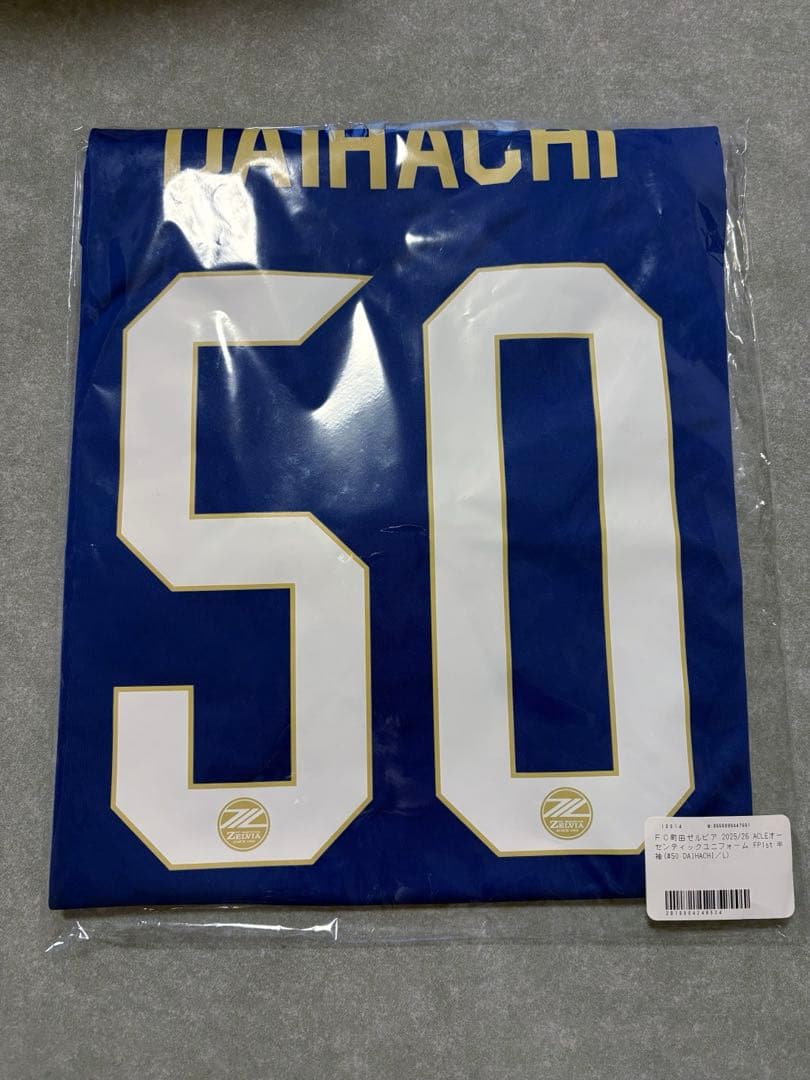 DAIHACHI
50
ZELVIA
ZELVIA
FC町田ゼルビア 2025/26 ACLEオー
センティックユニフォーム FP1st 半
袖(#50 DAIHACHI/L)